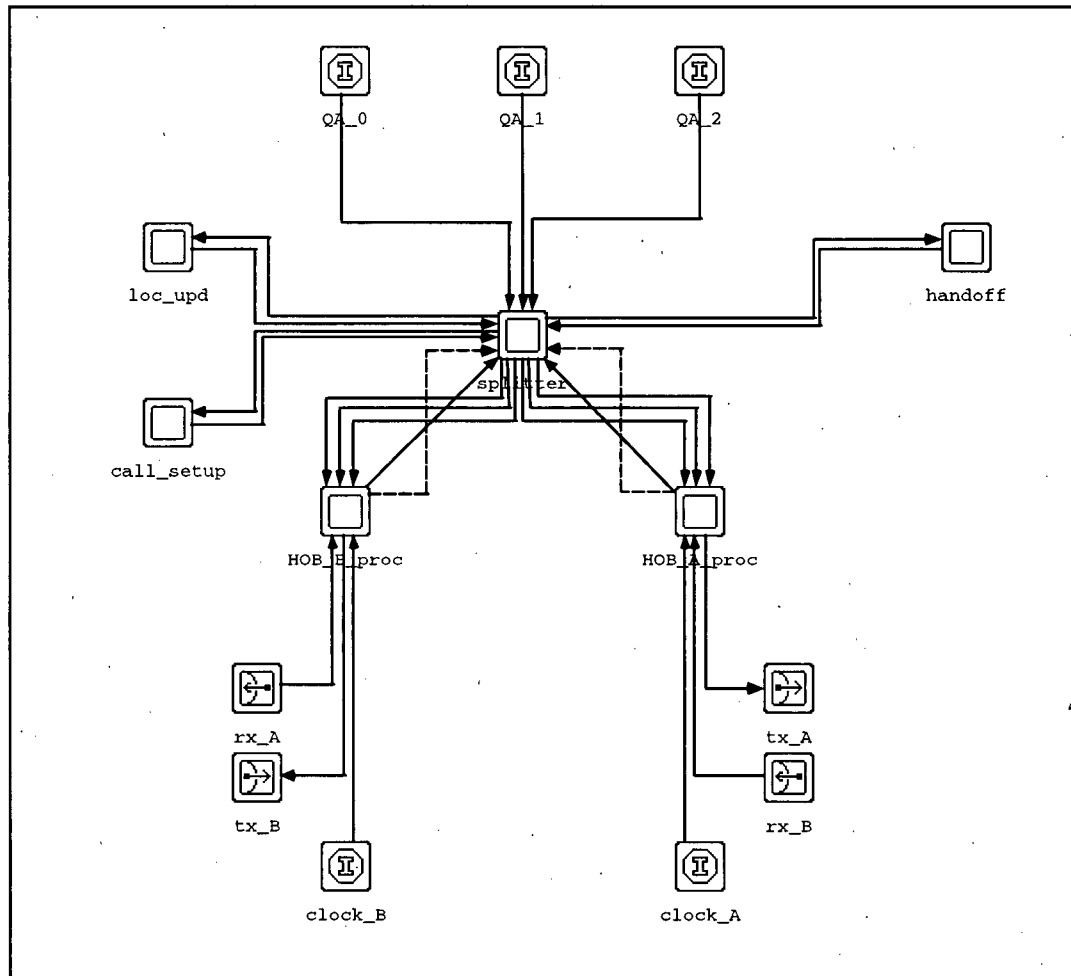 QA_0 QA_1 QA_2
loc_upd handoff
splitter
call_setup
HOB_B_proc HOB_A_proc
rx_A tx_A
tx_B rx_B
clock_B clock_A